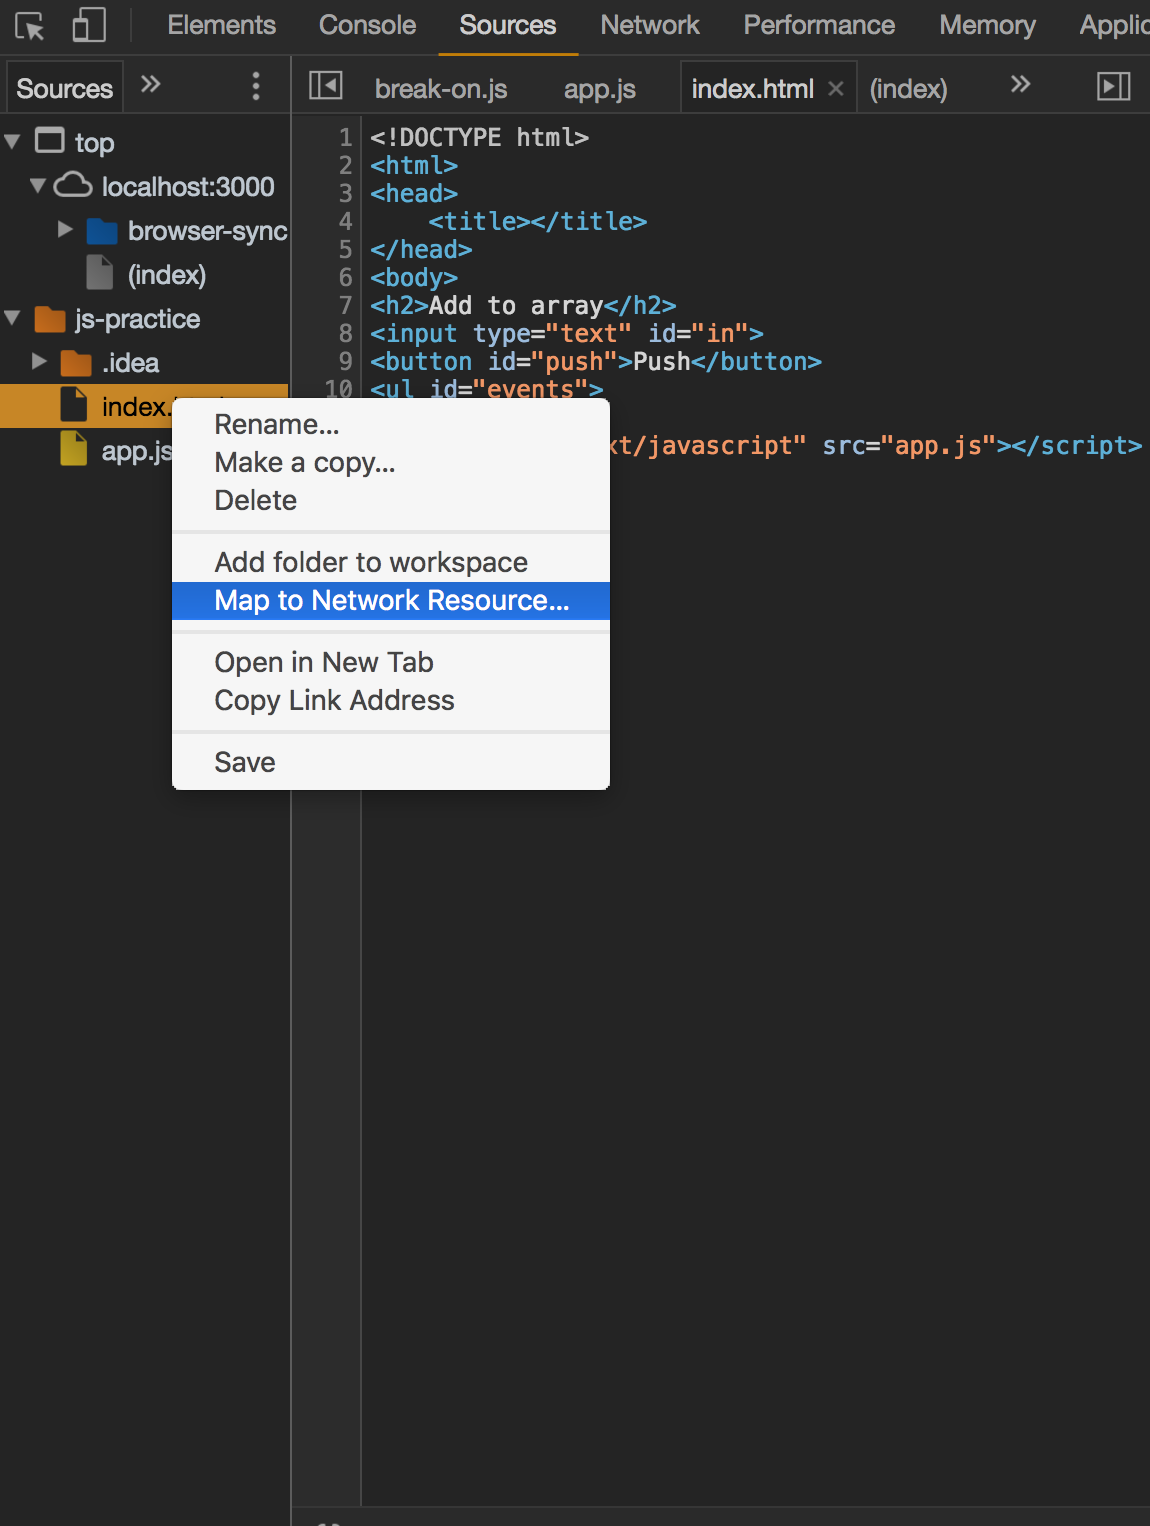 Elements Console Sources Network Performance Memory Applic
Sources » break-on.js app.js index.html × (index) »
top
localhost:3000
browser-sync
(index)
js-practice
.idea
index.
app.js
1 <!DOCTYPE html>
2 <html>
3 <head>
4 <title></title>
5 </head>
6 <body>
7 <h2>Add to array</h2>
8 <input type="text" id="in">
9 <button id="push">Push</button>
10 <ul id="events">
xt/javascript" src="app.js"></script>
Rename...
Make a copy...
Delete
Add folder to workspace
Map to Network Resource...
Open in New Tab
Copy Link Address
Save